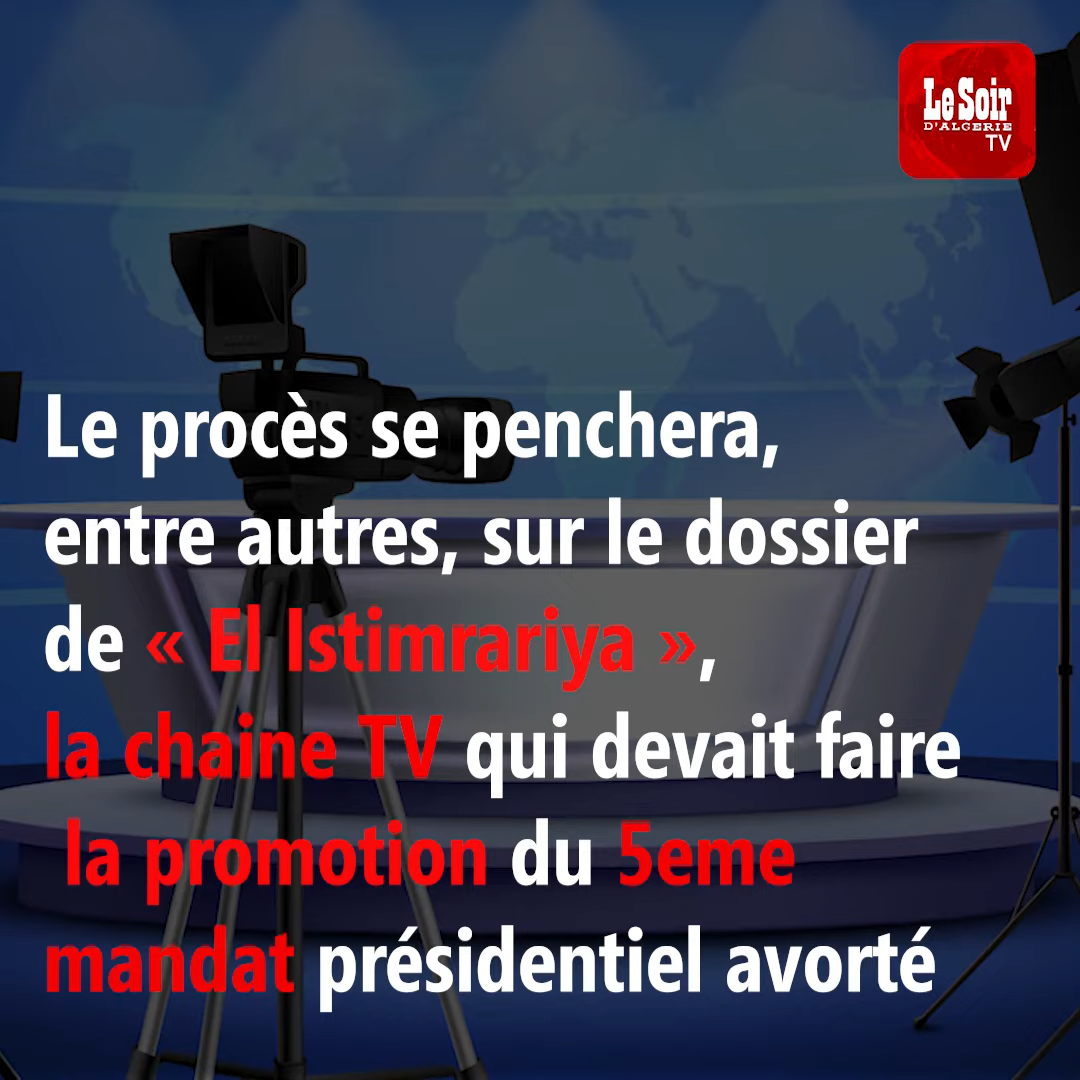 Le Soir
D'ALGERIE
TV
Le procès se penchera,
entre autres, sur le dossier
de « El Istimrariya »,
la chaine TV qui devait faire
la promotion du 5eme
mandat présidentiel avorté